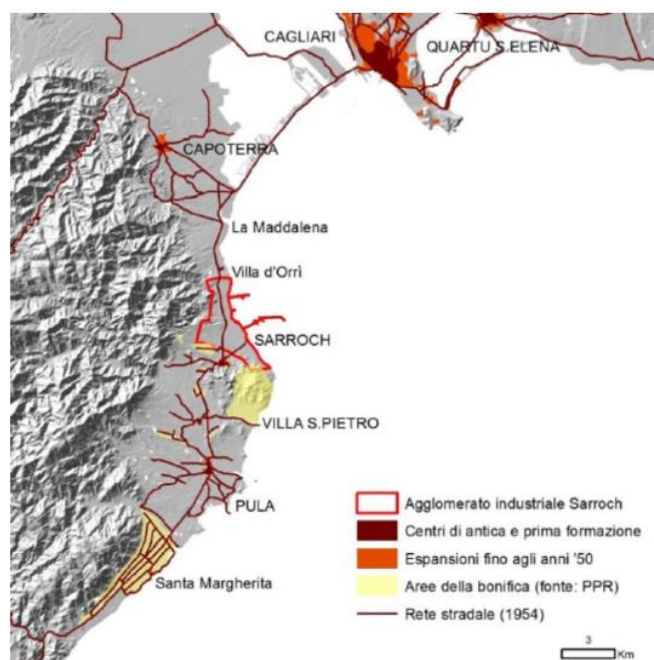 CAGLIARI
QUARTU S.ELENA
CAPOTERRA
La Maddalena
Villa d'Orrì
SARROCH
VILLA S.PIETRO
PULA
Santa Margherita
Agglomerato industriale Sarroch
Centri di antica e prima formazione
Espansioni fino agli anni '50
Aree della bonifica (fonte: PPR)
Rete stradale (1954)
3
Km